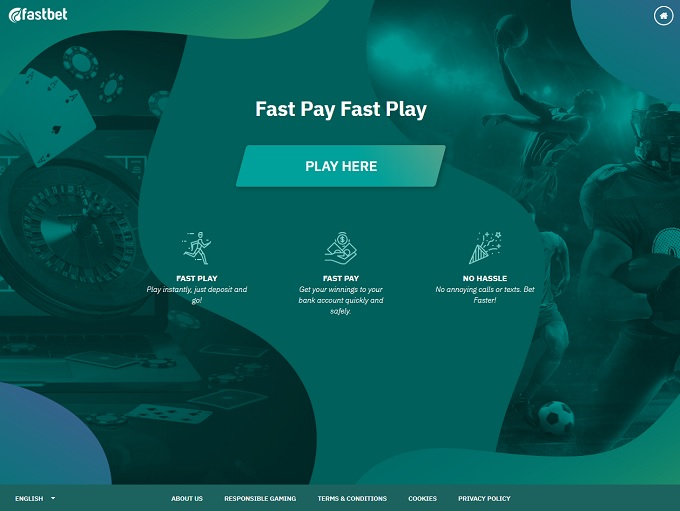 fastbet
Fast Pay Fast Play
PLAY HERE
FAST PLAY
Play instantly, just deposit and
go!
FAST PAY
Get your winnings to your
bank account quickly and
safely.
NO HASSLE
No annoying calls or texts. Bet
Faster!
ENGLISH
ABOUT US
RESPONSIBLE GAMING
TERMS & CONDITIONS
COOKIES
PRIVACY POLICY